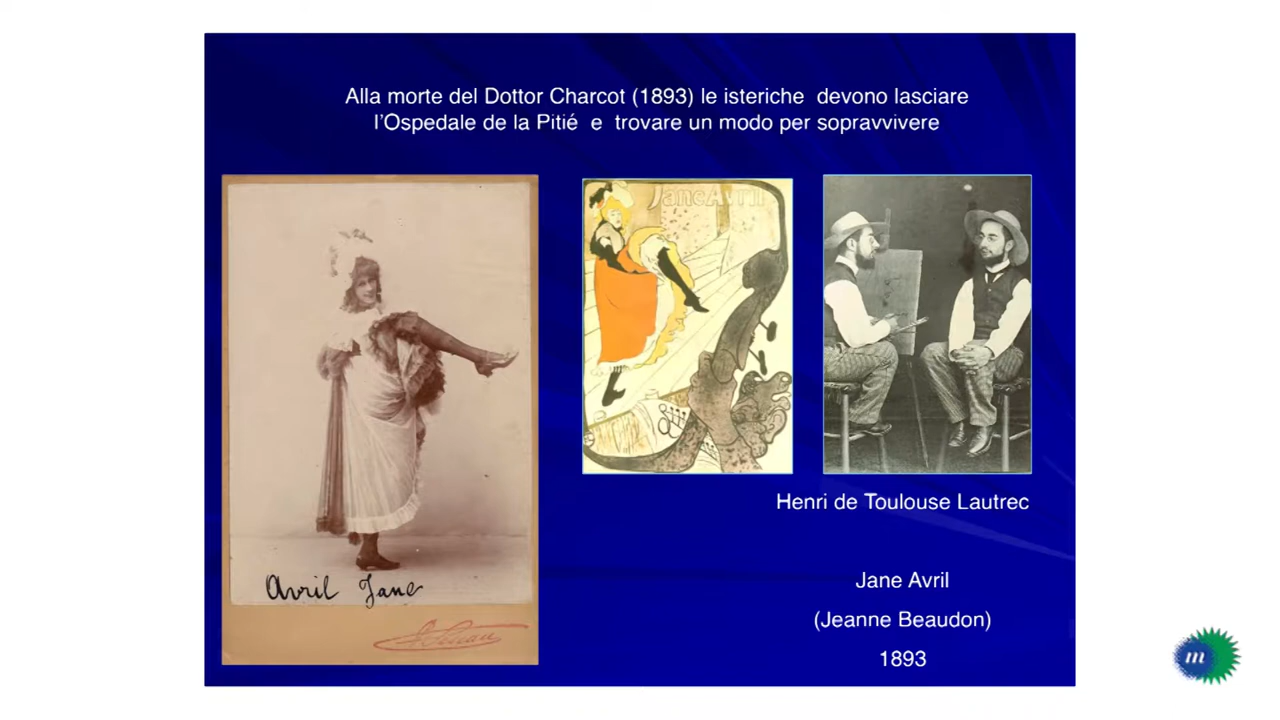 Alla morte del Dottor Charcot (1893) le isteriche devono lasciare
l'Ospedale de la Pitié e trovare un modo per sopravvivere
Jane AVRIL
Avril Jane
Henri de Toulouse Lautrec
Jane Avril
(Jeanne Beaudon)
1893
m